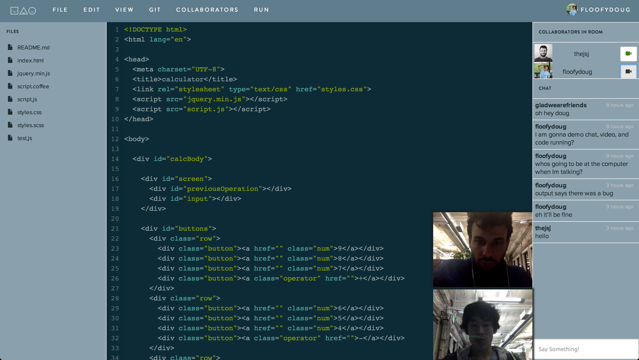 FILE EDIT VIEW GIT COLLABORATORS RUN FLOOFYDOUG
FILES
README.md
index.html
jquery.min.js
script.coffee
script.js
styles.css
styles.scss
test.js
1 <!DOCTYPE html>
2 <html lang="en">
3
4 <head>
5 <meta charset="UTF-8">
6 <title>calculator</title>
7 <link rel="stylesheet" type="text/css" href="styles.css">
8 <script src="jquery.min.js"></script>
9 <script src="script.js"></script>
10 </head>
11
12 <body>
13
14 <div id="calcBody">
15
16 <div id="screen">
17 <div id="previousOperation"></div>
18 <div id="input"></div>
19 </div>
20
21 <div id="buttons">
22 <div class="row">
23 <div class="button"><a href="" class="num">9</a></div>
24 <div class="button"><a href="" class="num">8</a></div>
25 <div class="button"><a href="" class="num">7</a></div>
26 <div class="button"><a class="operator" href="">+</a></div>
27 </div>
28 <div class="row">
29 <div class="button"><a href="" class="num">6</a></div>
30 <div class="button"><a href="" class="num">5</a></div>
31 <div class="button"><a href="" class="num">4</a></div>
32 <div class="button"><a class="operator" href="">-</a></div>
33 </div>
34 <div class="row">
COLLABORATORS IN ROOM
thejsj
floofydoug
CHAT
gladwearefriends 9 hours ago
oh hey doug
floofydoug 9 hours ago
I am gonna demo chat, video, and
code running?
floofydoug 9 hours ago
whos going to be at the computer
when Im talking?
floofydoug 9 hours ago
output says there was a bug
floofydoug 9 hours ago
eh it'll be fine
thejsj 9 hours ago
hello
Say Something!